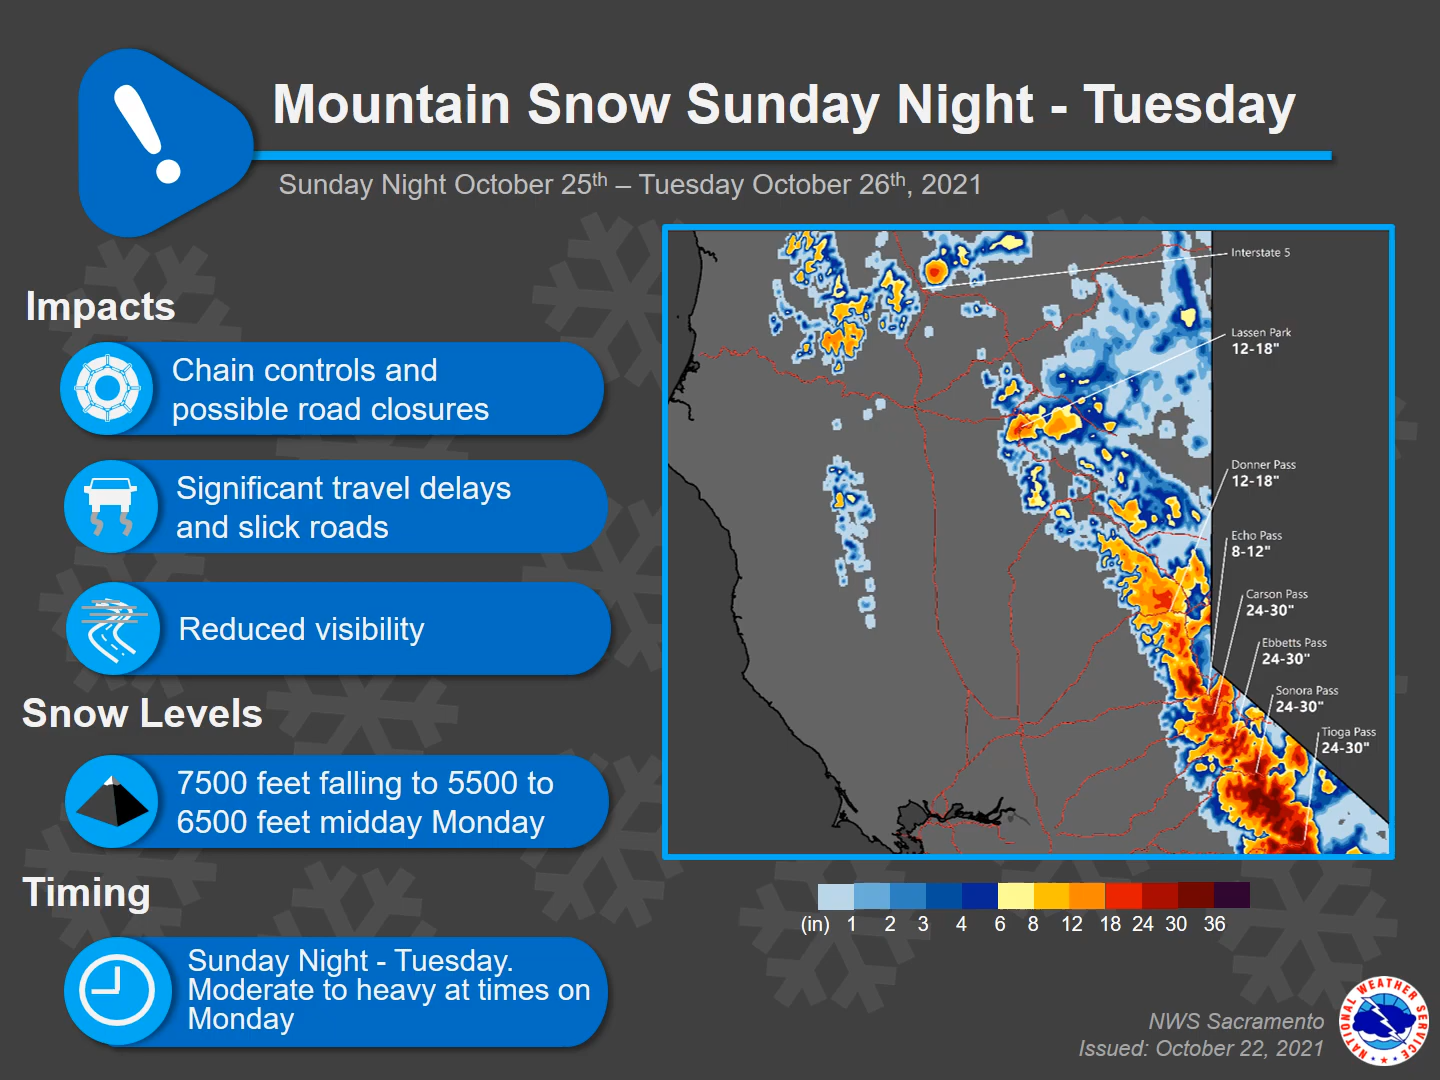 Mountain Snow Sunday Night - Tuesday
Sunday Night October 25th – Tuesday October 26th, 2021
Impacts
Chain controls and
possible road closures
Significant travel delays
and slick roads
Reduced visibility
Snow Levels
7500 feet falling to 5500 to
6500 feet midday Monday
Timing
Sunday Night - Tuesday.
Moderate to heavy at times on
Monday
Interstate 5
Lassen Park
12-18"
Donner Pass
12-18"
Echo Pass
8-12"
Carson Pass
24-30"
Ebbetts Pass
24-30"
Sonora Pass
24-30"
Tioga Pass
24-30"
(in) 1 2 3 4 6 8 12 18 24 30 36
NWS Sacramento
Issued: October 22, 2021
NATIONAL WEATHER SERVICE